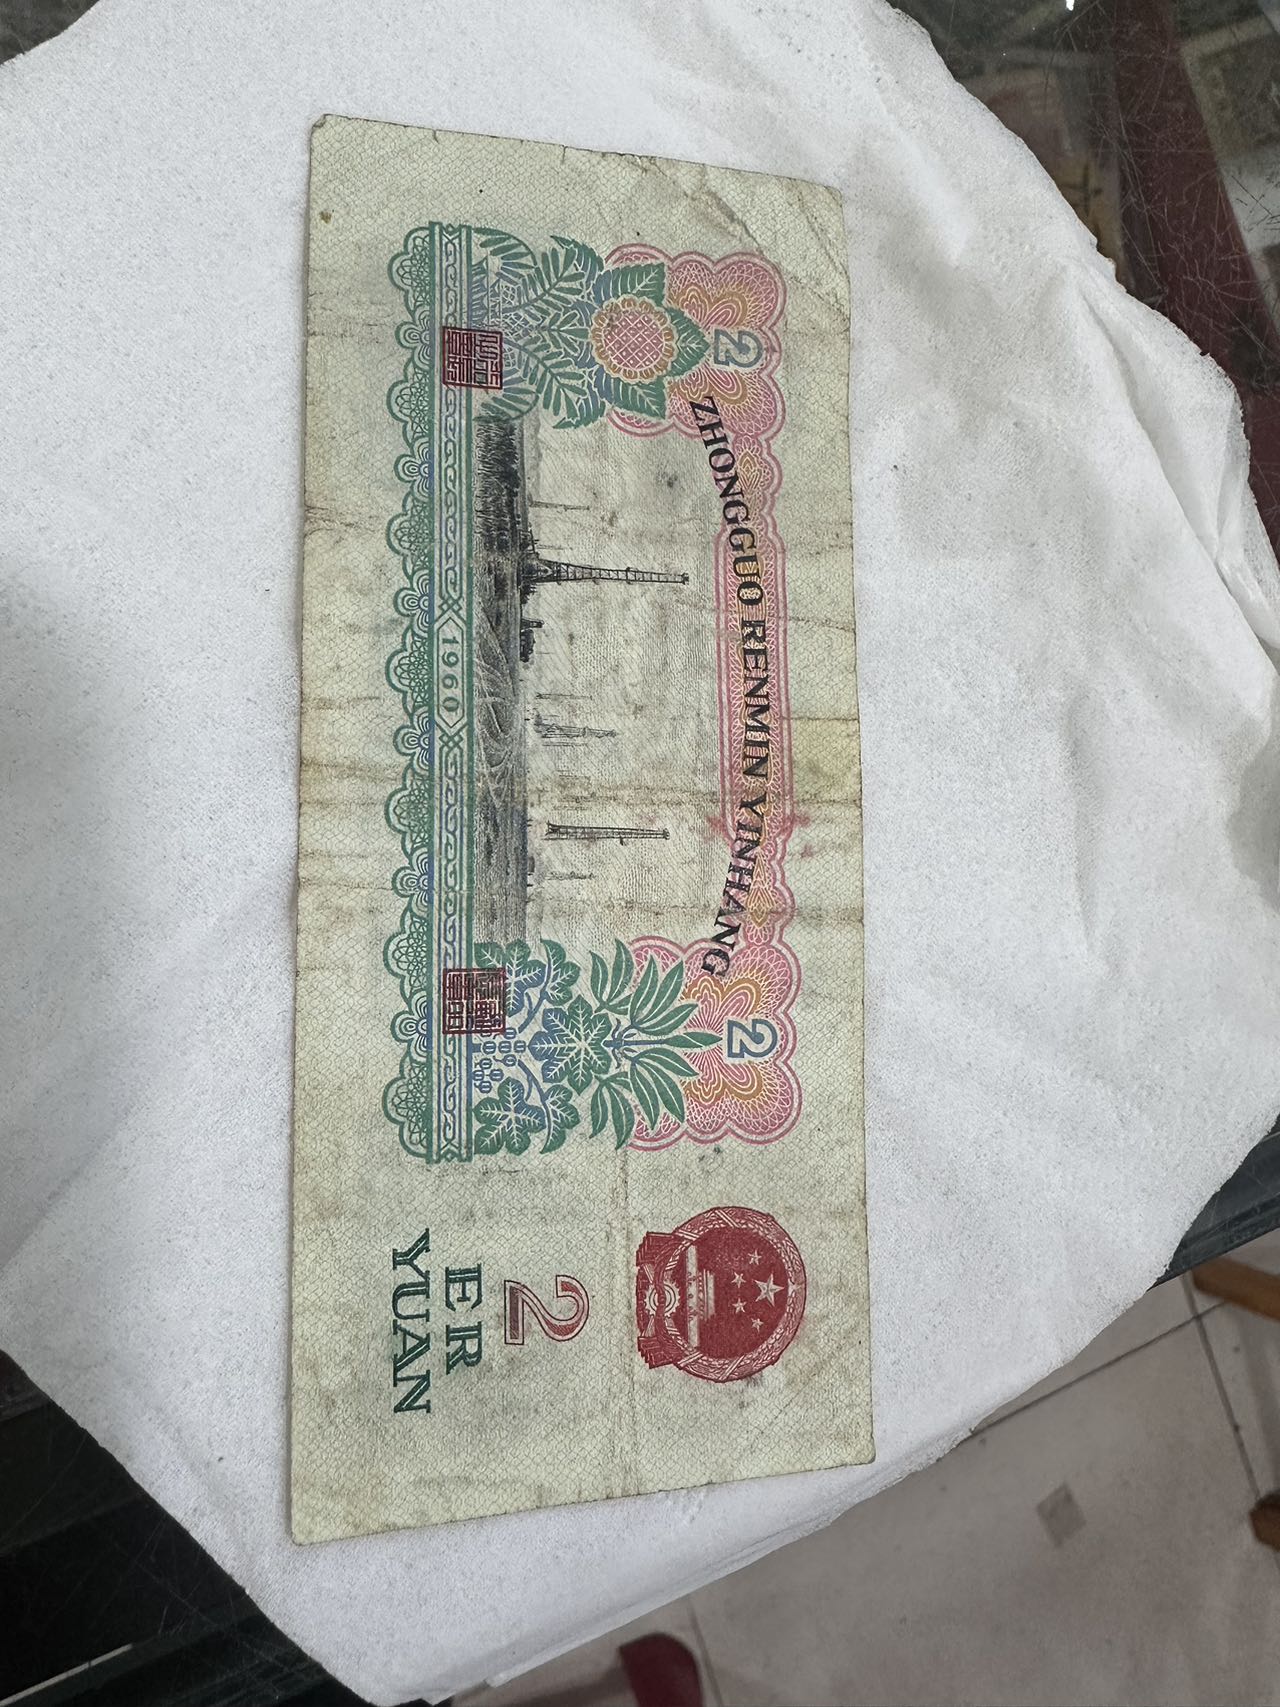 ZHONGGUO RENMIN YINHANG
2
2
2
ER
YUAN
1960